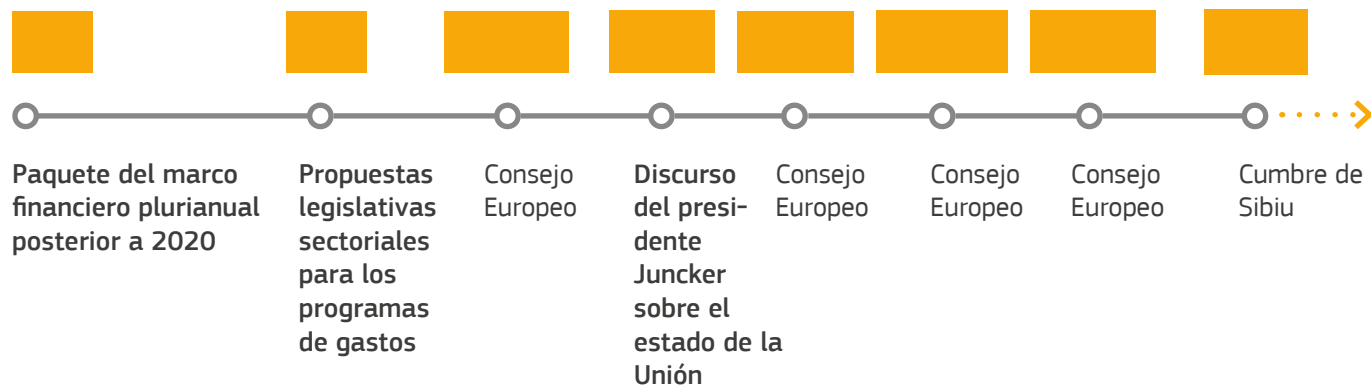 Paquete del marco
financiero plurianual
posterior a 2020
Propuestas
legislativas
sectoriales
para los
programas
de gastos
Consejo
Europeo
Discurso
del presi-
dente
Juncker
sobre el
estado de la
Unión
Consejo
Europeo
Consejo
Europeo
Consejo
Europeo
Cumbre de
Sibiu